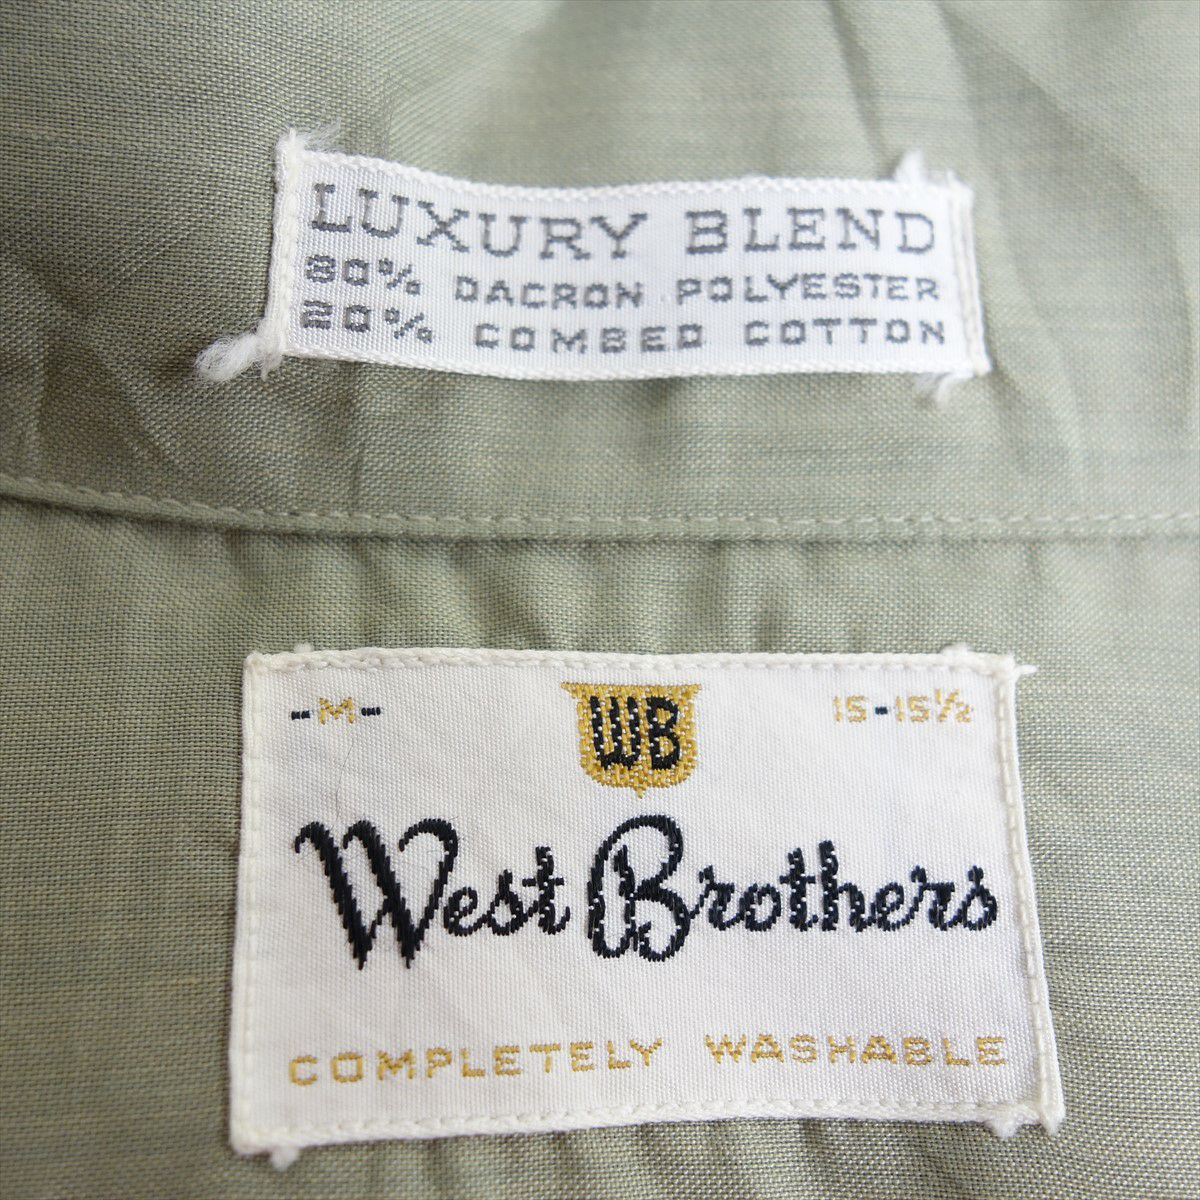 LUXURY BLEND
80% DACRON POLYESTER
20% COMBED COTTON
-M- WB 15-15½
West Brothers
COMPLETELY WASHABLE